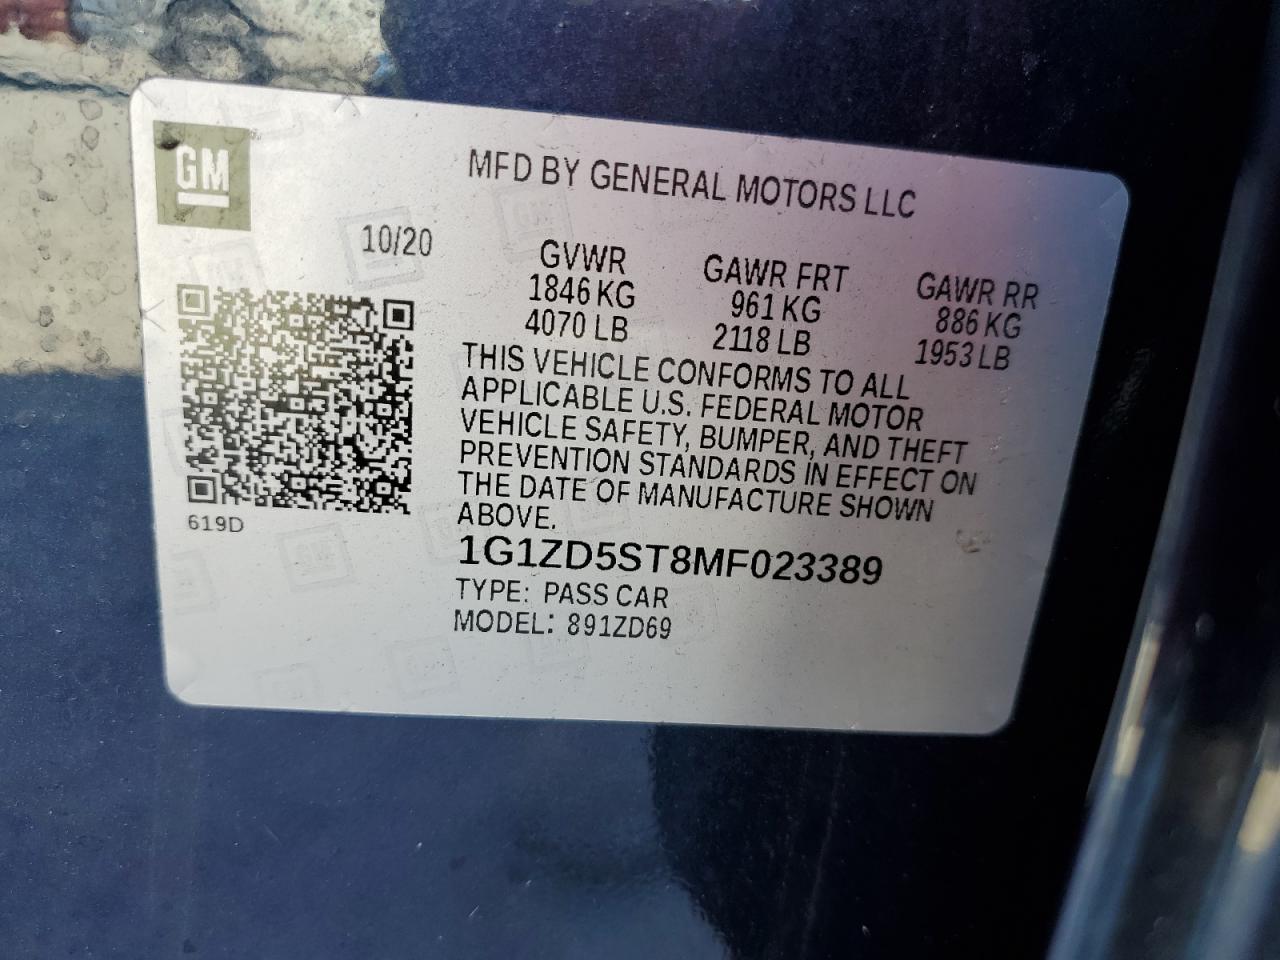 GM
MFD BY GENERAL MOTORS LLC
10/20
GVWR
1846 KG
4070 LB
GAWR FRT
961 KG
2118 LB
GAWR RR
886 KG
1953 LB
THIS VEHICLE CONFORMS TO ALL
APPLICABLE U.S. FEDERAL MOTOR
VEHICLE SAFETY, BUMPER, AND THEFT
PREVENTION STANDARDS IN EFFECT ON
THE DATE OF MANUFACTURE SHOWN
ABOVE.
619D
1G1ZD5ST8MF023389
TYPE: PASS CAR
MODEL: 891ZD69